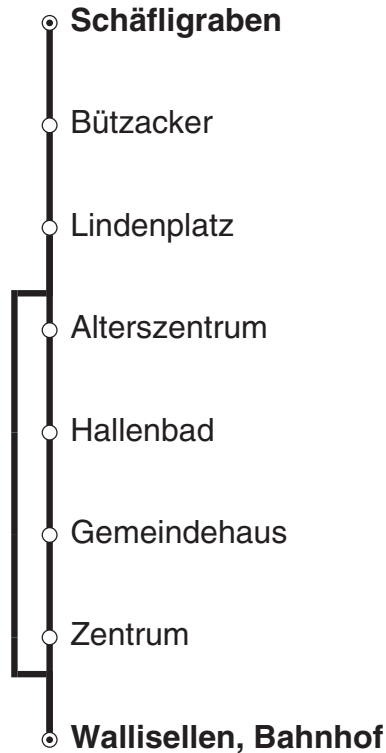 Schäfligraben
Bützacker
Lindenplatz
Alterszentrum
Hallenbad
Gemeindehaus
Zentrum
Wallisellen, Bahnhof